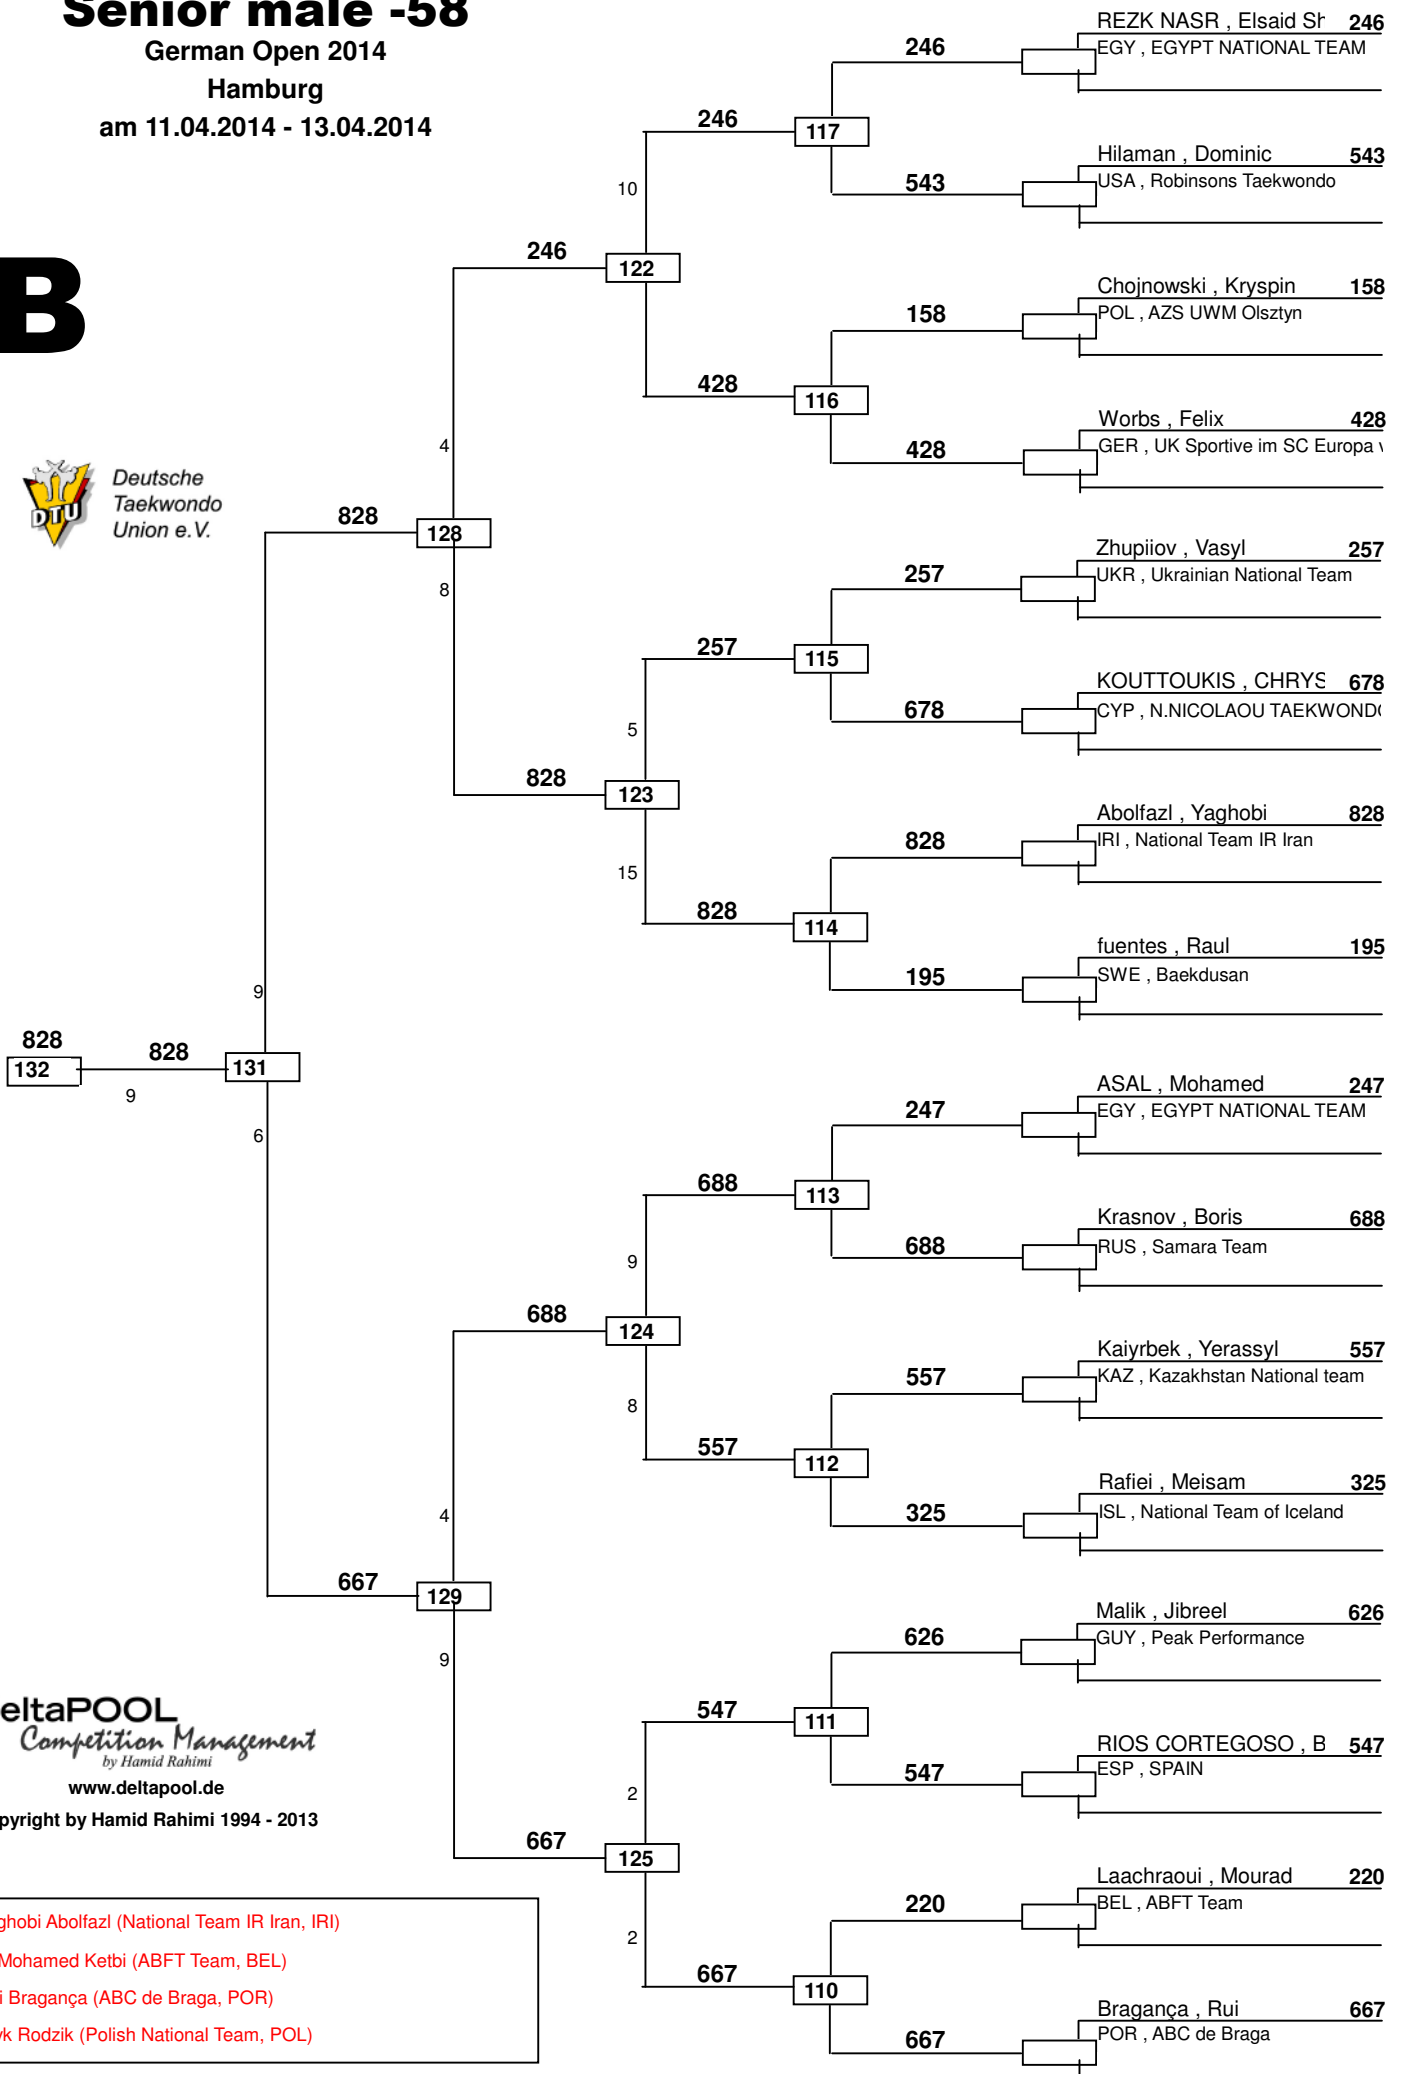 Senior male -58
German Open 2014
Hamburg
am 11.04.2014 - 13.04.2014
B
DTU
Deutsche
Taekwondo
Union e.V.
REZK NASR , Elsaid Sh 246
EGY , EGYPT NATIONAL TEAM
246
246
117
Hilaman , Dominic 543
USA , Robinsons Taekwondo
543
10
246
122
Chojnowski , Kryspin 158
POL , AZS UWM Olsztyn
158
428
116
Worbs , Felix 428
GER , UK Sportive im SC Europa
428
4
828
128
8
Zhupiiov , Vasyl 257
UKR , Ukrainian National Team
257
257
115
KOUTTOUKIS , CHRYS 678
CYP , N.NICOLAOU TAEKWONDO
678
5
828
123
15
Abolfazl , Yaghobi 828
IRI , National Team IR Iran
828
828
114
fuentes , Raul 195
SWE , Baekdusan
195
9
828
132
828
9
131
6
ASAL , Mohamed 247
EGY , EGYPT NATIONAL TEAM
247
688
113
Krasnov , Boris 688
RUS , Samara Team
688
9
688
124
8
Kaiyrbek , Yerassyl 557
KAZ , Kazakhstan National team
557
557
112
Rafiei , Meisam 325
ISL , National Team of Iceland
325
4
667
129
9
Malik , Jibreel 626
GUY , Peak Performance
626
547
111
RIOS CORTEGOSO , B 547
ESP , SPAIN
547
2
667
125
2
Laachraoui , Mourad 220
BEL , ABFT Team
220
667
110
Bragança , Rui 667
POR , ABC de Braga
667
eltaPOOL
Competition Management
by Hamid Rahimi
www.deltapool.de
pyright by Hamid Rahimi 1994 - 2013
ghobi Abolfazl (National Team IR Iran, IRI)
Mohamed Ketbi (ABFT Team, BEL)
i Bragança (ABC de Braga, POR)
yk Rodzik (Polish National Team, POL)